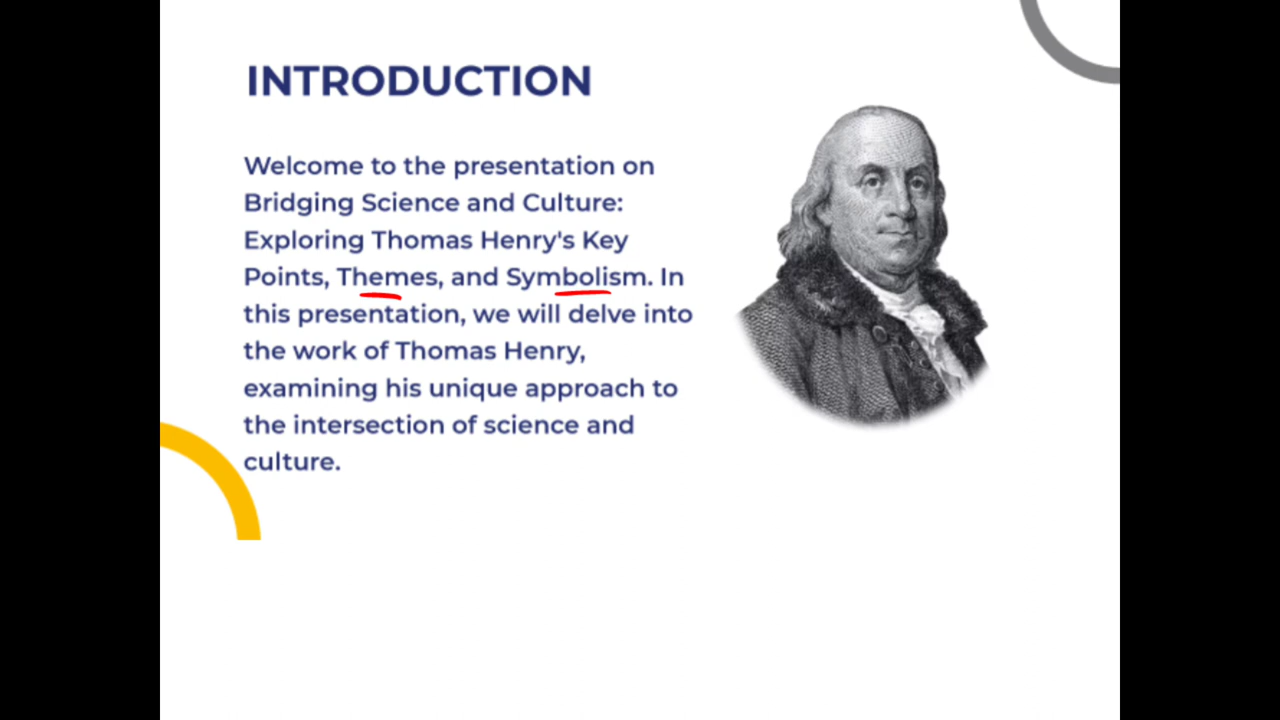 INTRODUCTION
Welcome to the presentation on
Bridging Science and Culture:
Exploring Thomas Henry's Key
Points, Themes, and Symbolism. In
this presentation, we will delve into
the work of Thomas Henry,
examining his unique approach to
the intersection of science and
culture.